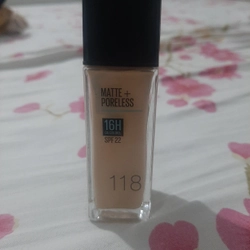 MATTE +
PORELESS
16H
SPF 22
118